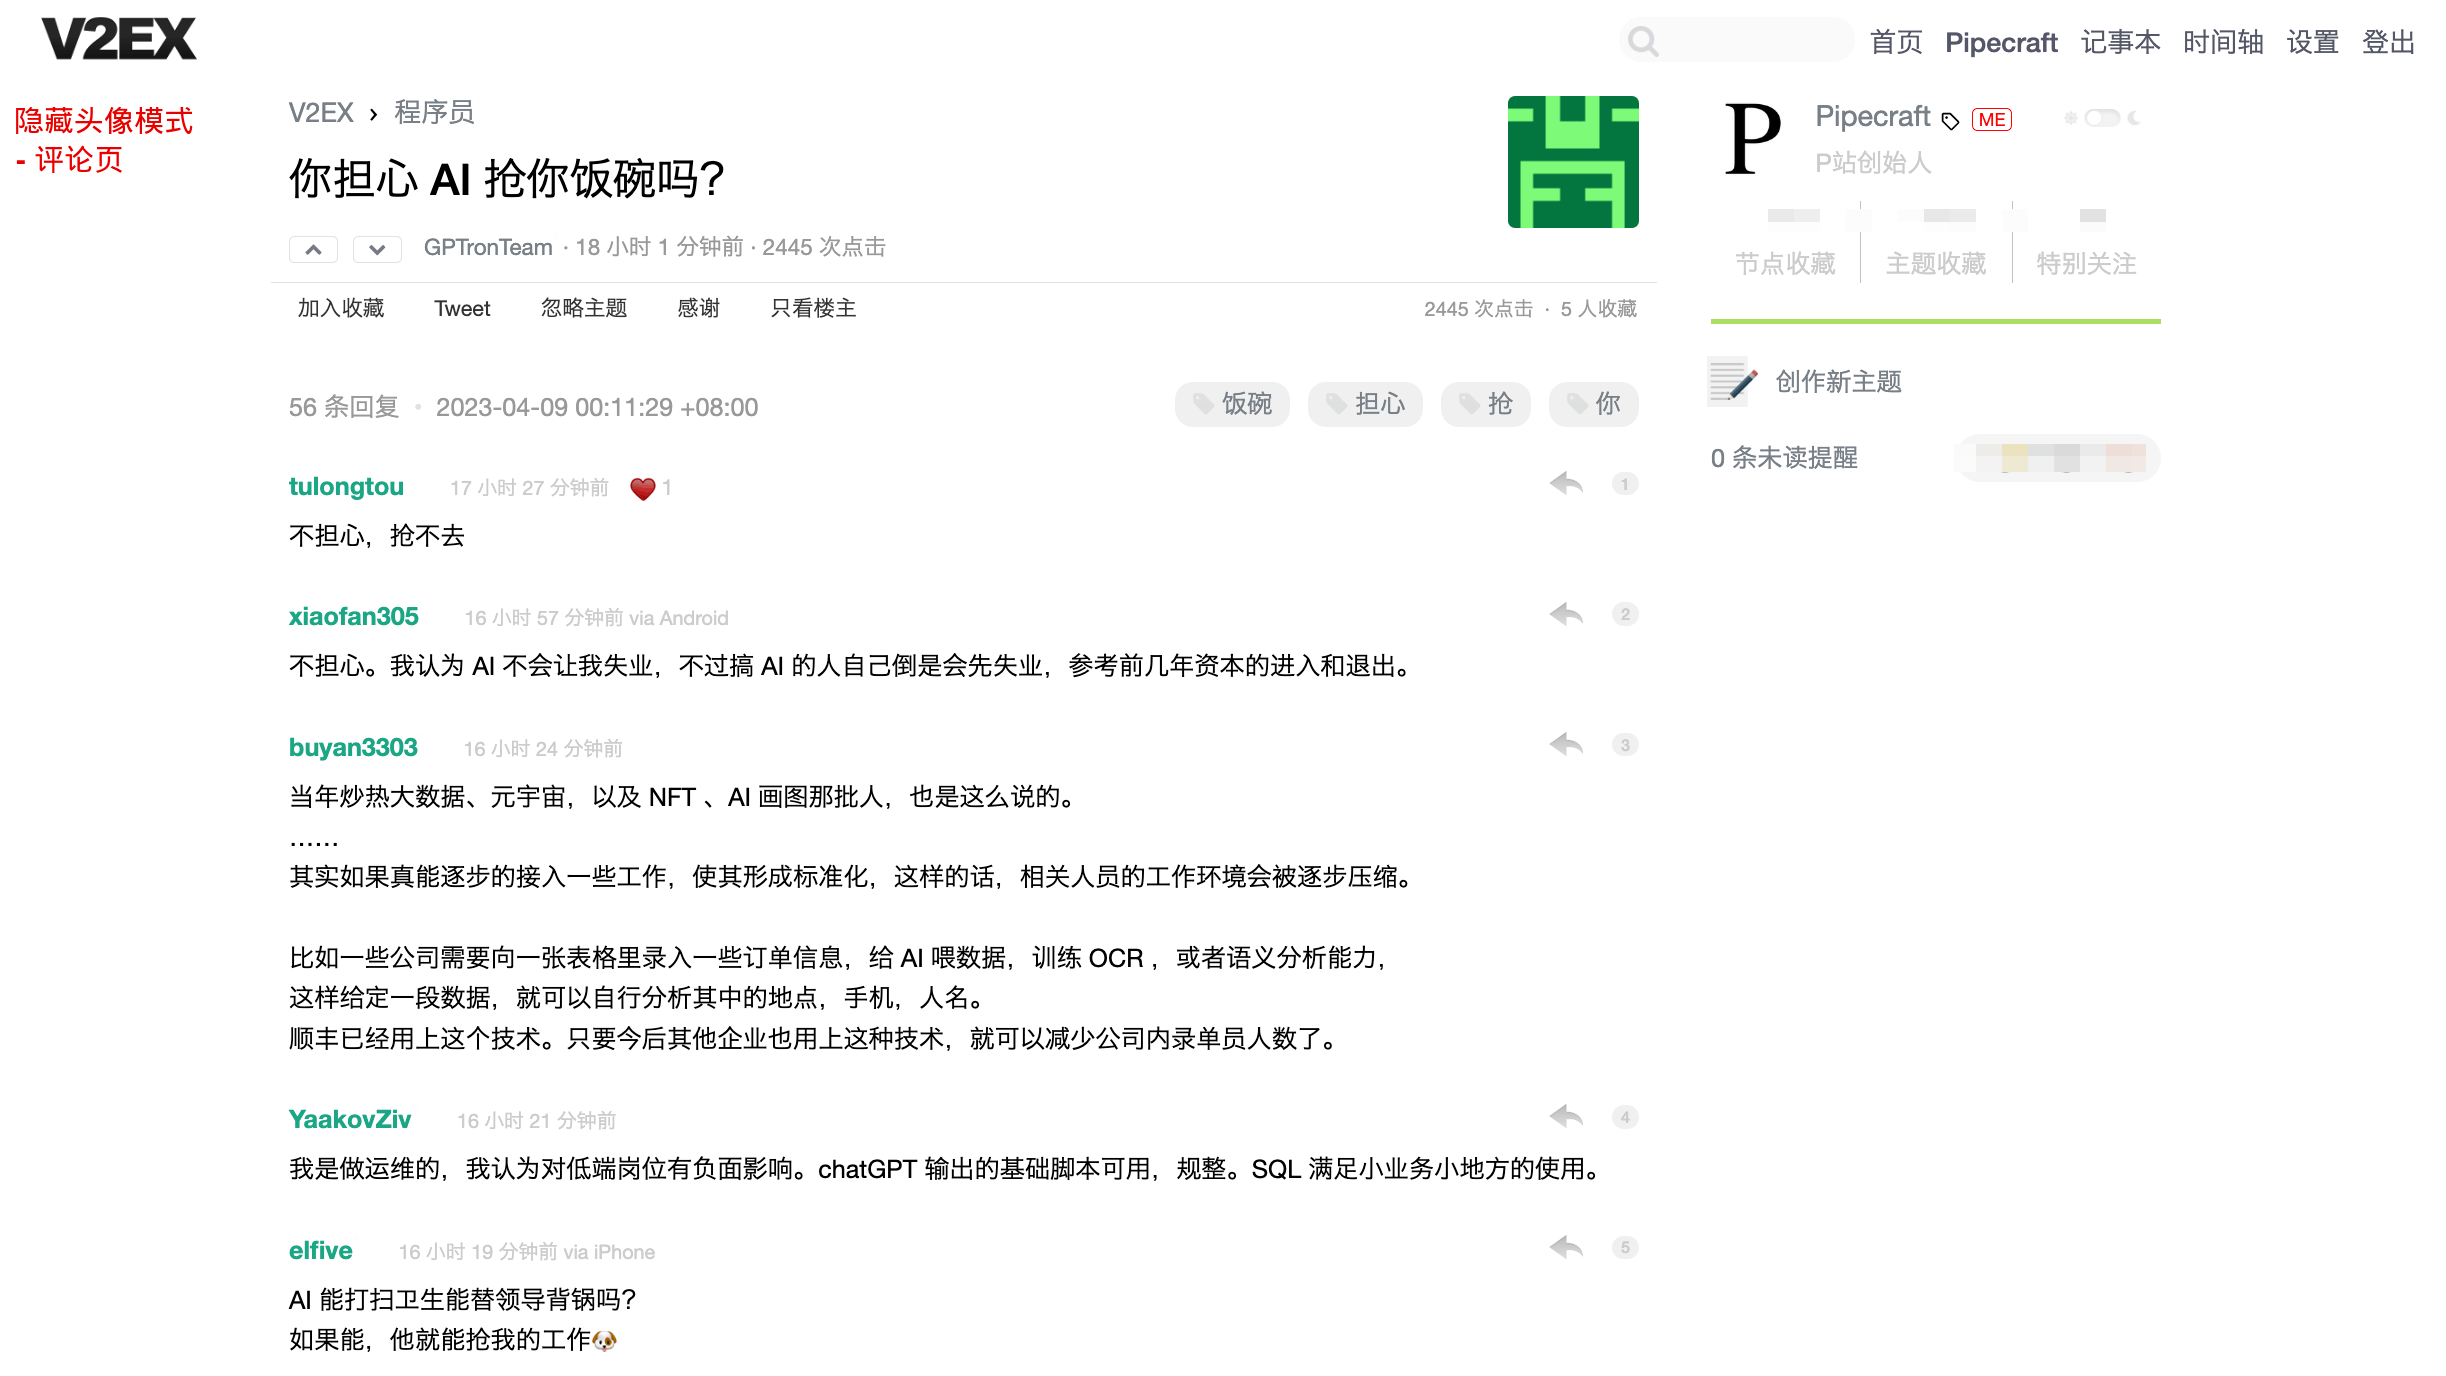 V2EX
首页 Pipecraft 记事本 时间轴 设置 登出
隐藏头像模式
- 评论页
V2EX › 程序员
你担心 AI 抢你饭碗吗？
GPTronTeam · 18 小时 1 分钟前 · 2445 次点击
加入收藏 Tweet 忽略主题 感谢 只看楼主 2445 次点击 · 5 人收藏
56 条回复 • 2023-04-09 00:11:29 +08:00 饭碗 担心 抢 你
tulongtou 17 小时 27 分钟前 ❤️ 1 1
不担心，抢不去
xiaofan305 16 小时 57 分钟前 via Android 2
不担心。我认为 AI 不会让我失业，不过搞 AI 的人自己倒是会先失业，参考前几年资本的进入和退出。
buyan3303 16 小时 24 分钟前 3
当年炒热大数据、元宇宙，以及 NFT 、AI 画图那批人，也是这么说的。
……
其实如果真能逐步的接入一些工作，使其形成标准化，这样的话，相关人员的工作环境会被逐步压缩。
比如一些公司需要向一张表格里录入一些订单信息，给 AI 喂数据，训练 OCR ，或者语义分析能力，
这样给定一段数据，就可以自行分析其中的地点，手机，人名。
顺丰已经用上这个技术。只要今后其他企业也用上这种技术，就可以减少公司内录单员人数了。
YaakovZiv 16 小时 21 分钟前 4
我是做运维的，我认为对低端岗位有负面影响。chatGPT 输出的基础脚本可用，规整。SQL 满足小业务小地方的使用。
elfive 16 小时 19 分钟前 via iPhone 5
AI 能打扫卫生能替领导背锅吗？
如果能，他就能抢我的工作🐶
P
Pipecraft ME
P站创始人
节点收藏 主题收藏 特别关注
创作新主题
0 条未读提醒